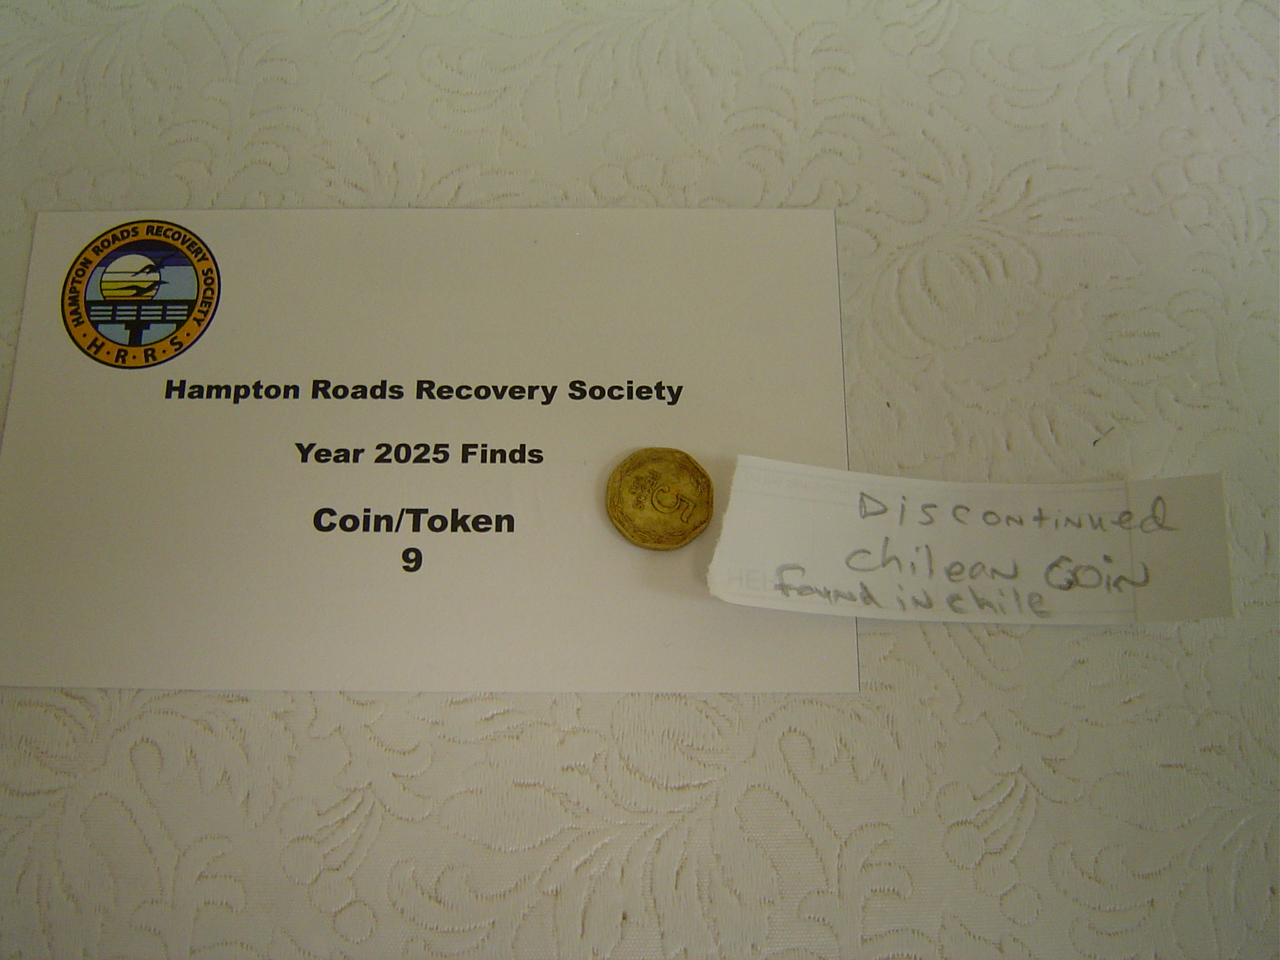 HAMPTON ROADS RECOVERY SOCIETY
· H · R · R · S ·
Hampton Roads Recovery Society
Year 2025 Finds
Coin/Token
9
5
Discontinued
chilean COiN
found iN chile